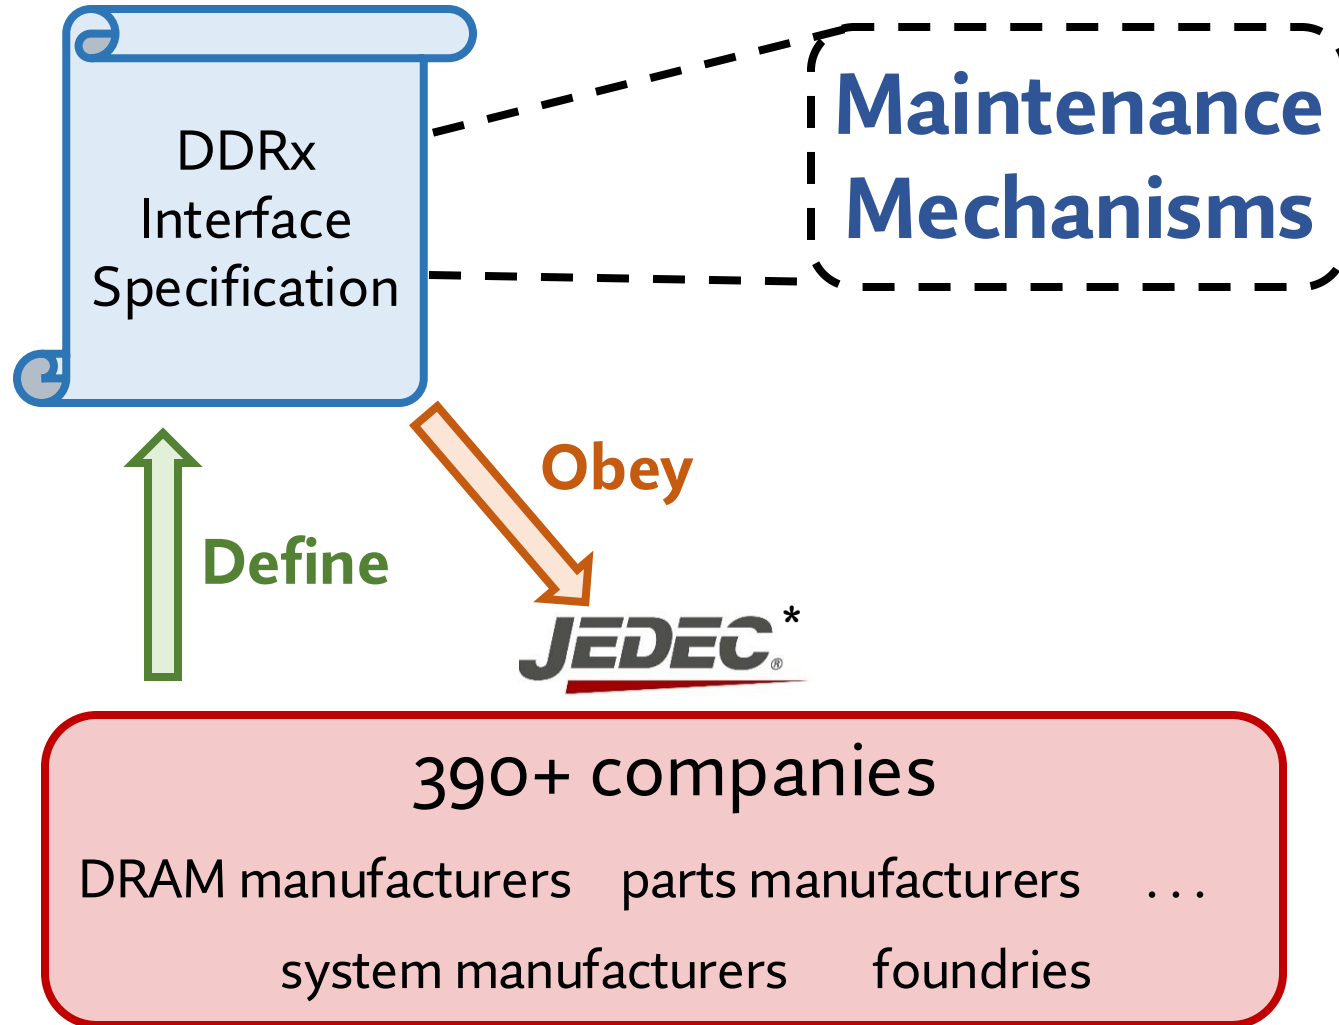 DDRx
Interface
Specification
Maintenance
Mechanisms
Obey
Define
JEDEC®*
390+ companies
DRAM manufacturers parts manufacturers ...
system manufacturers foundries